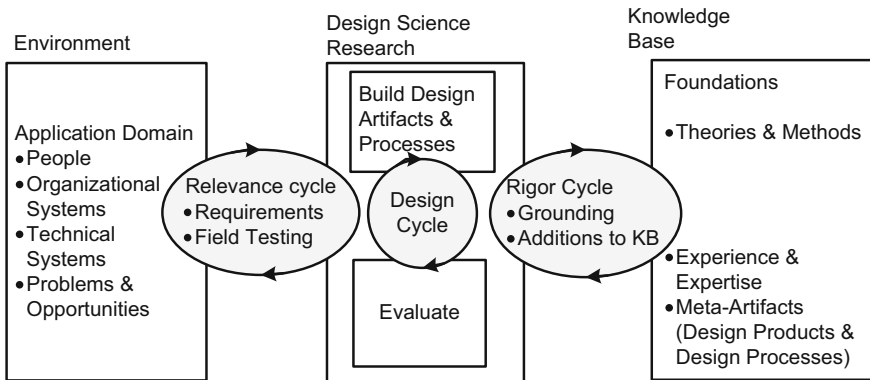 Environment
Application Domain
•People
•Organizational
Systems
•Technical
Systems
•Problems &
Opportunities
Relevance cycle
•Requirements
•Field Testing
Design Science
Research
Build Design
Artifacts &
Processes
Design
Cycle
Evaluate
Rigor Cycle
•Grounding
•Additions to KB
Knowledge
Base
Foundations
•Theories & Methods
•Experience &
Expertise
•Meta-Artifacts
(Design Products &
Design Processes)